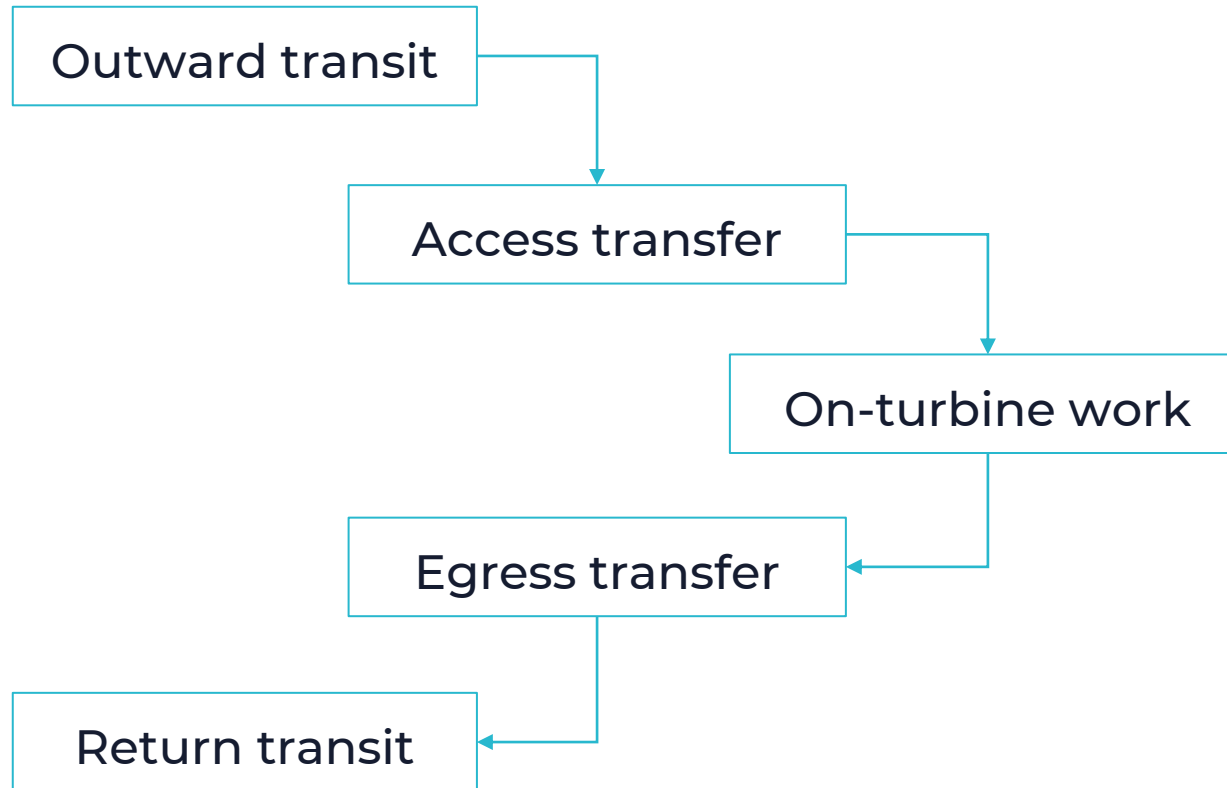 Outward transit
Access transfer
On-turbine work
Egress transfer
Return transit